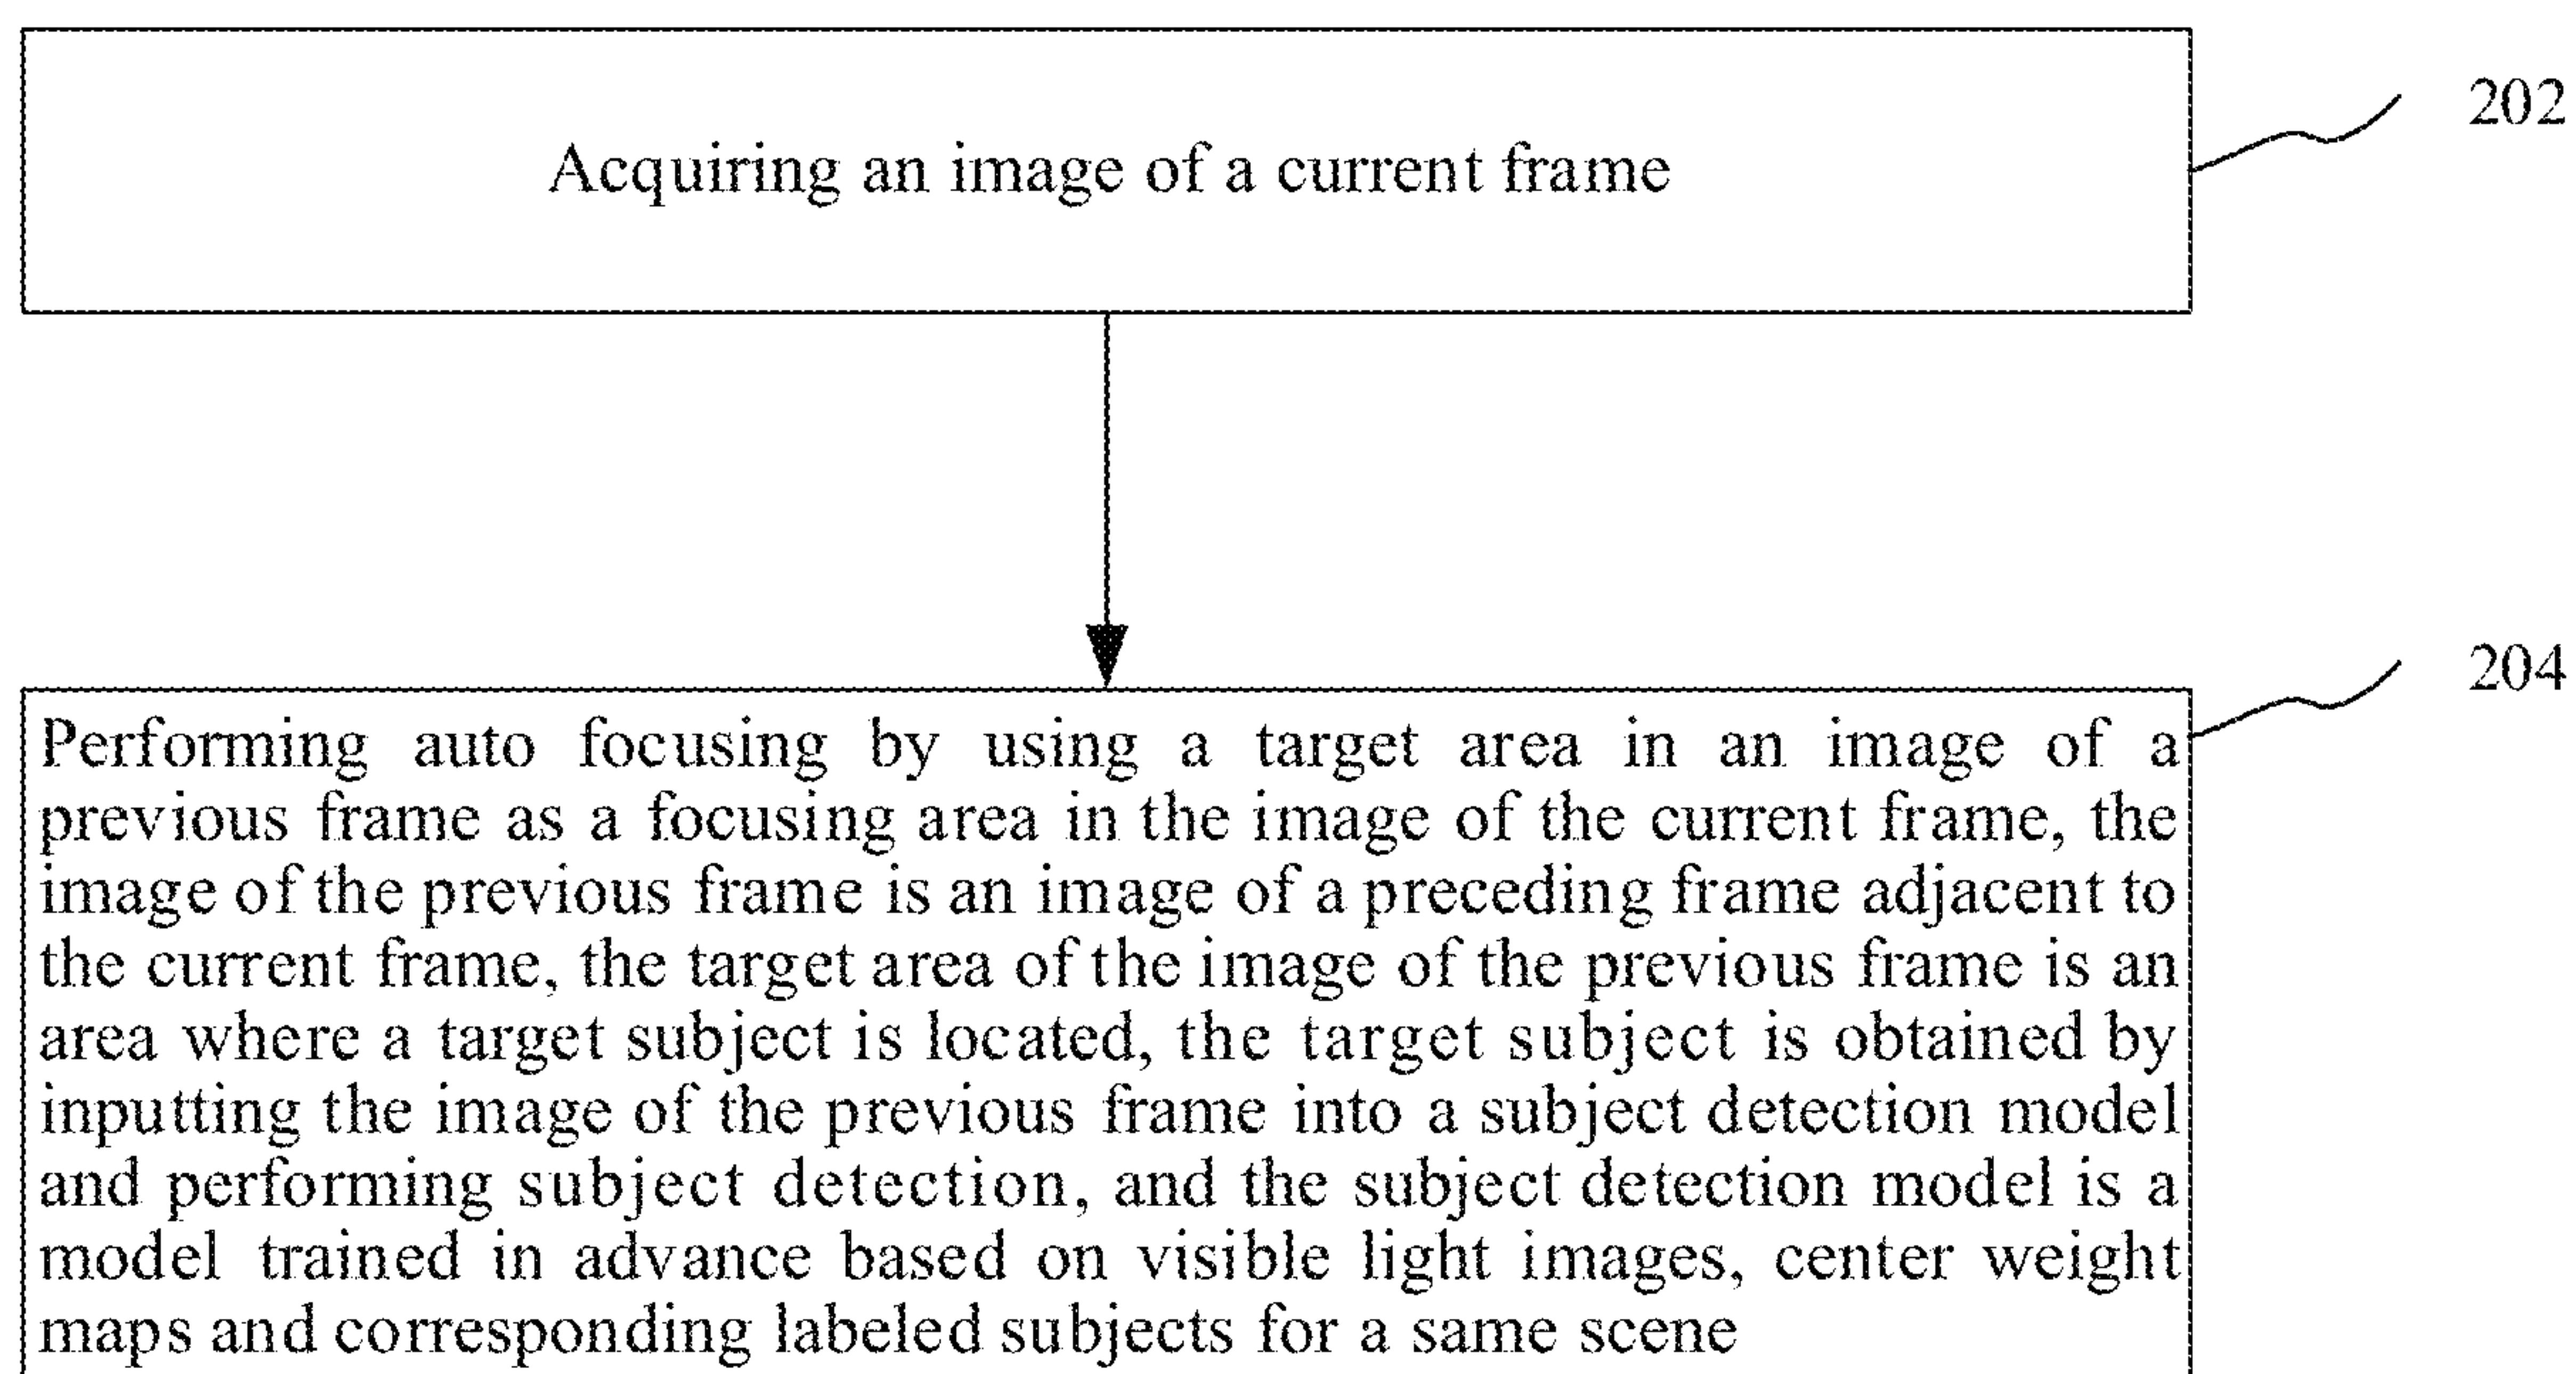 Acquiring an image of a current frame
202
204
Performing auto focusing by using a target area in an image of a
previous frame as a focusing area in the image of the current frame, the
image of the previous frame is an image of a preceding frame adjacent to
the current frame, the target area of the image of the previous frame is an
area where a target subject is located, the target subject is obtained by
inputting the image of the previous frame into a subject detection model
and performing subject detection, and the subject detection model is a
model trained in advance based on visible light images, center weight
maps and corresponding labeled subjects for a same scene